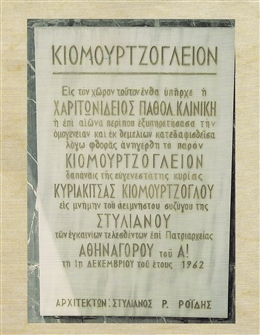 ΚΙΟΜΟΥΡΤΖΟΓΛΕΙΟΝ
Εἰς τὸν χῶρον τοῦτον ἔνθα ὑπῆρχε ἡ
ΧΑΡΙΤΩΝΙΔΕΙΟΣ ΠΑΘΟΛ. ΚΛΙΝΙΚΗ
ἡ ἐπὶ αἰῶνα περίπου ἐξυπηρετήσασα τὴν
ὁμογένειαν καὶ ἐκ θεμελίων κατεδαφισθεῖσα
λόγῳ φθορᾶς ἀνηγέρθη τὸ παρὸν
ΚΙΟΜΟΥΡΤΖΟΓΛΕΙΟΝ
δαπάναις τῆς εὐγενεστάτης κυρίας
ΚΥΡΙΑΚΙΤΣΑΣ ΚΙΟΜΟΥΡΤΖΟΓΛΟΥ
εἰς μνήμην τοῦ ἀειμνήστου συζύγου της
ΣΤΥΛΙΑΝΟΥ
τῶν ἐγκαινίων τελεσθέντων ἐπὶ Πατριαρχείας
ΑΘΗΝΑΓΟΡΟΥ τοῦ Α!
τῇ 1ῃ ΔΕΚΕΜΒΡΙΟΥ τοῦ ἔτους 1962
ΑΡΧΙΤΕΚΤΩΝ: ΣΤΥΛΙΑΝΟΣ Ρ. ΡΟΪΔΗΣ